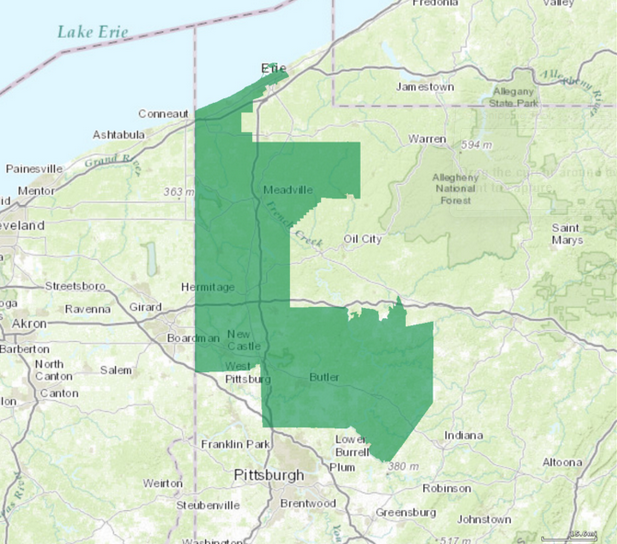 Fredonia
Valley
Lake Erie
Erie
Jamestown
Allegheny
River
Allegany
State Park
Conneaut
Ashtabula
Warren
594 m
Grand River
Painesville
Mentor
363 m
Meadville
Allegheny
National
Forest
French Creek
eveland
Oil City
Saint
Marys
Streetsboro
Hermitage
Ravenna
Girard
Akron
Boardman
New
Castle
Barberton
North
Canton
Salem
West
Pittsburg
Butler
Canton
Franklin Park
Lower
Burrell
Indiana
Plum
380 m
Altoona
Pittsburgh
Weirton
Robinson
Steubenville
Brentwood
Greensburg
Johnstown
Washington
517 m